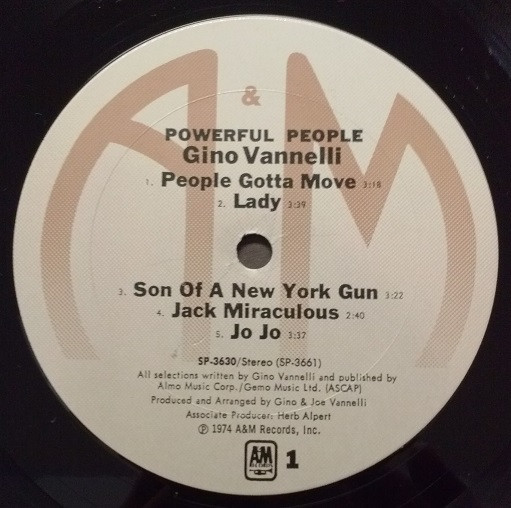 A & M
POWERFUL PEOPLE
Gino Vannelli
1. People Gotta Move 3:18
2. Lady 3:39
3. Son Of A New York Gun 3:22
4. Jack Miraculous 2:40
5. Jo Jo 3:37
SP-3630/Stereo (SP-3661)
All selections written by Gino Vannelli and published by
Almo Music Corp./Gemo Music Ltd. (ASCAP)
Produced and Arranged by Gino & Joe Vannelli
Associate Producer: Herb Alpert
℗ 1974 A&M Records, Inc.
A&M RECORDS 1